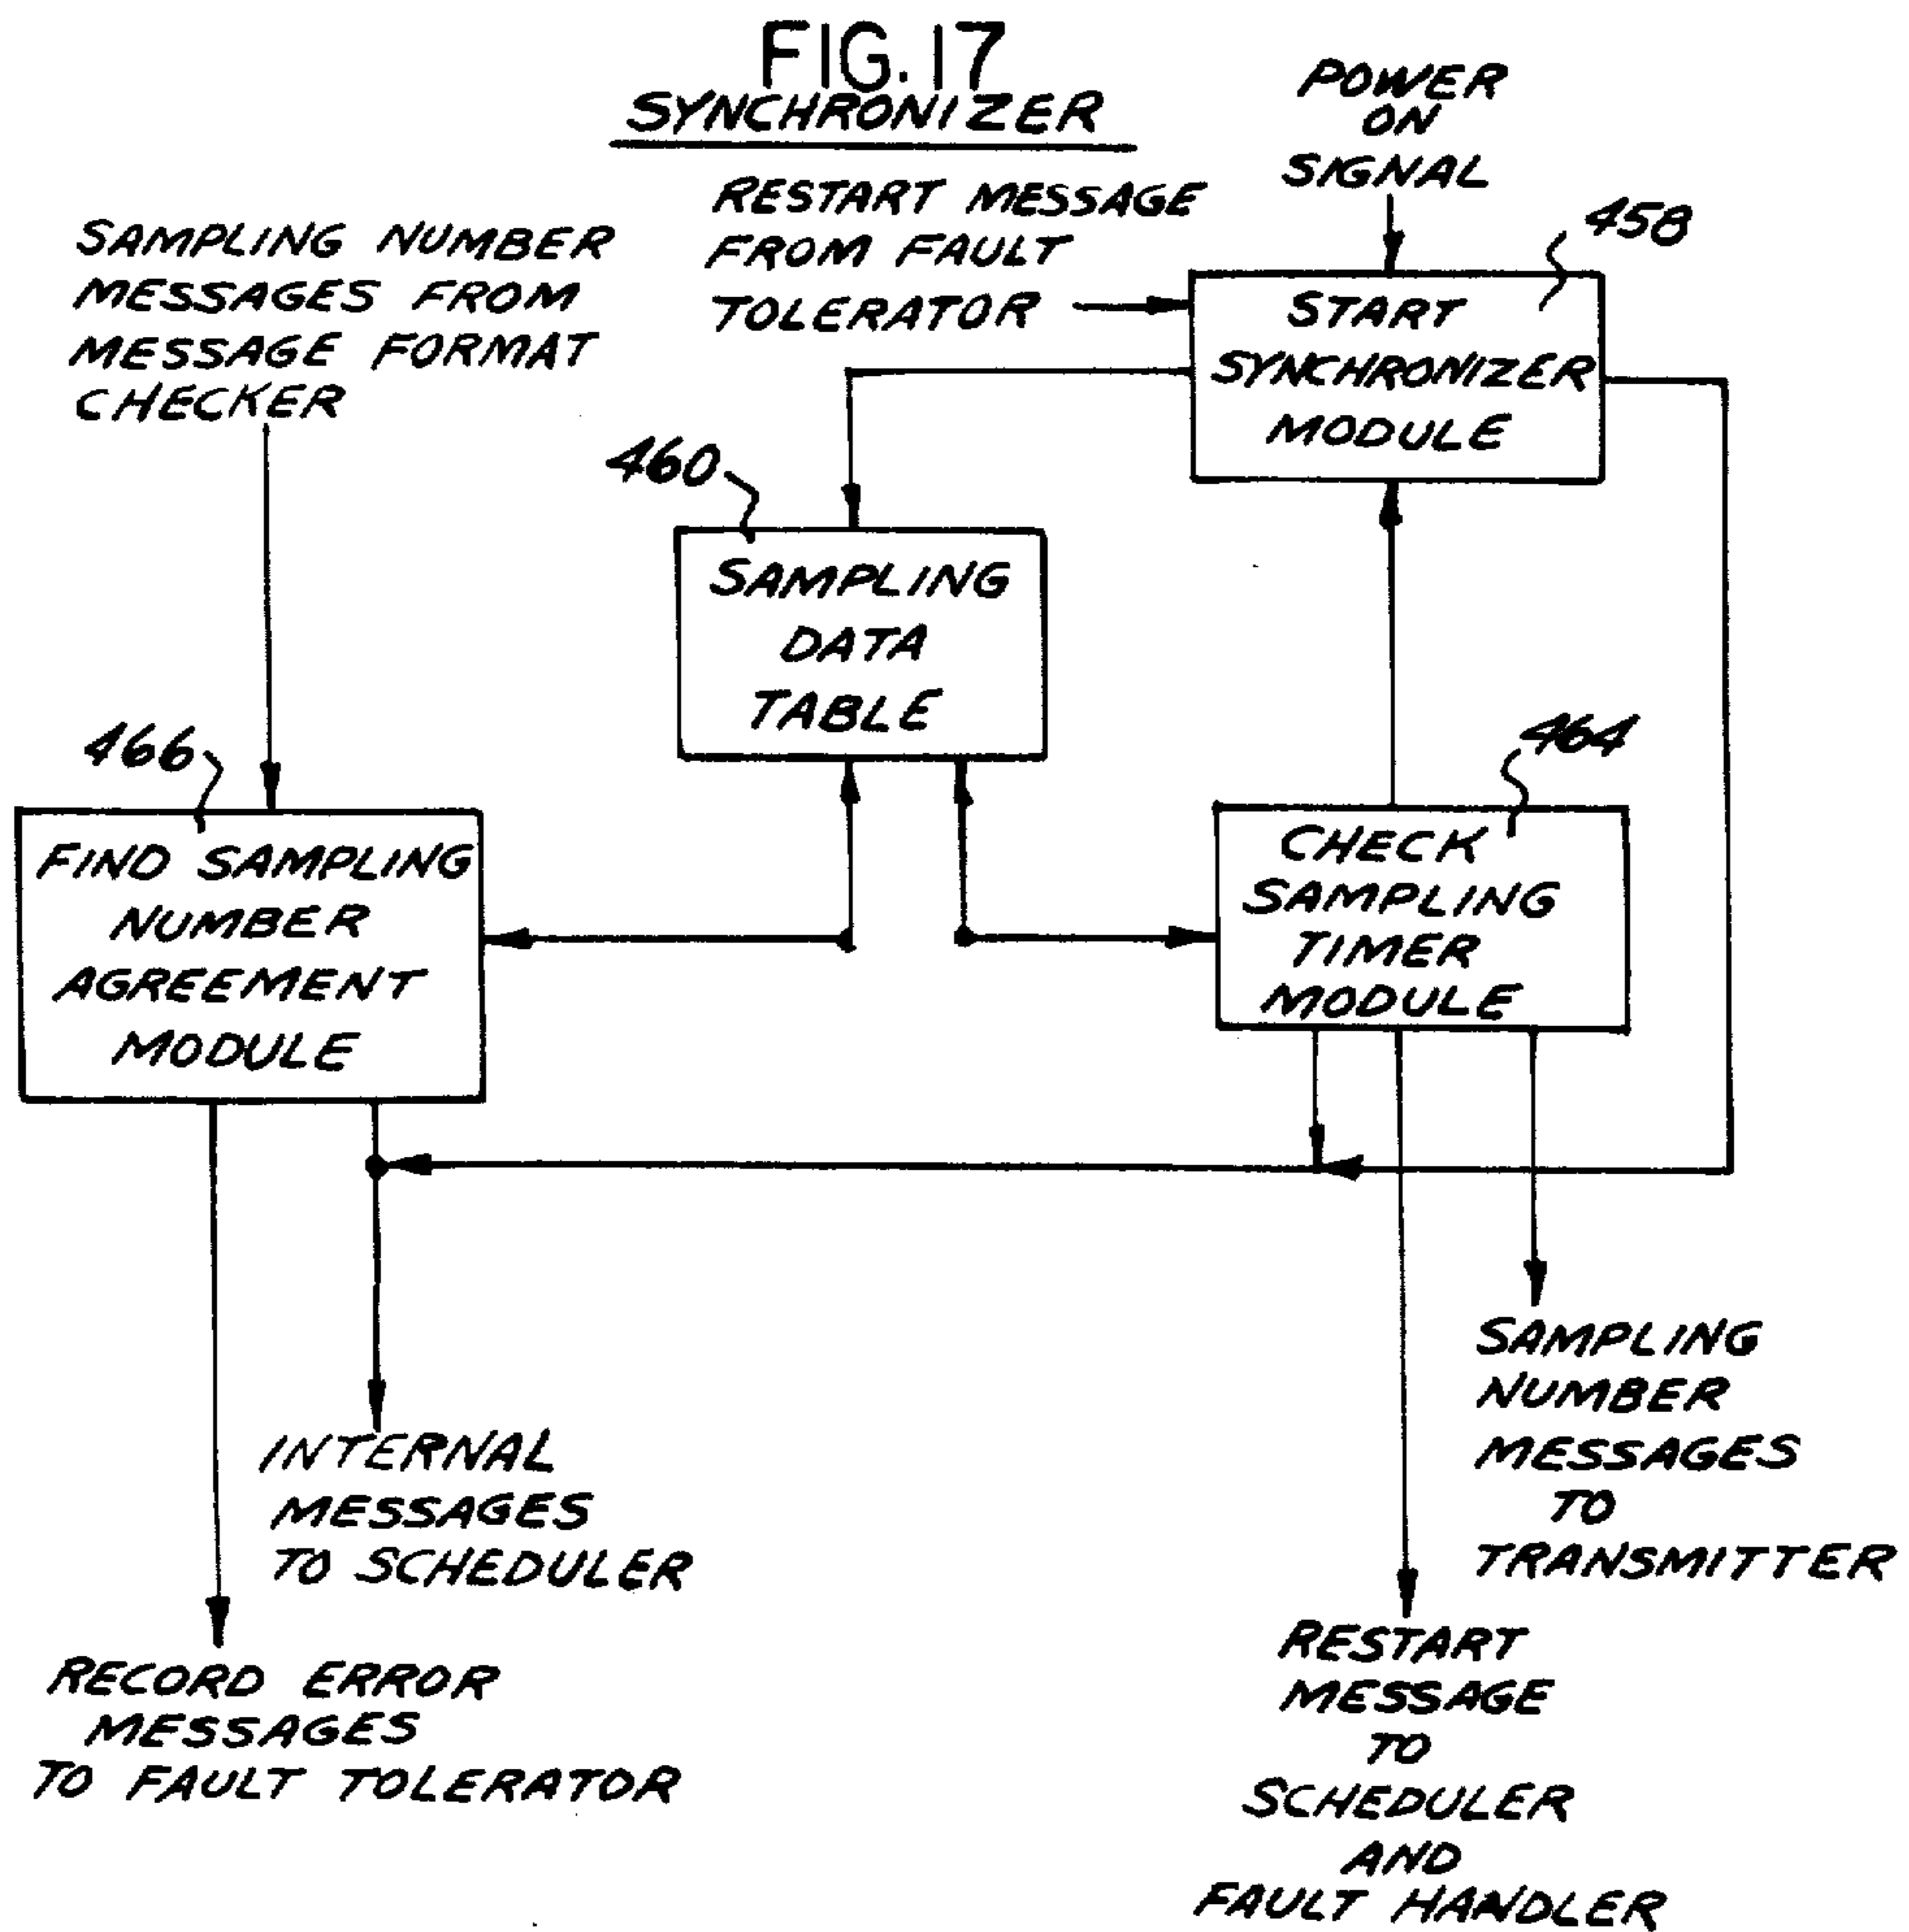 FIG. 17
SYNCHRONIZER
POWER
ON
SIGNAL
RESTART MESSAGE
FROM FAULT
TOLERATOR
SAMPLING NUMBER
MESSAGES FROM
MESSAGE FORMAT
CHECKER
458
START
SYNCHRONIZER
MODULE
460
SAMPLING
DATA
TABLE
466
FIND SAMPLING
NUMBER
AGREEMENT
MODULE
464
CHECK
SAMPLING
TIMER
MODULE
INTERNAL
MESSAGES
TO SCHEDULER
RECORD ERROR
MESSAGES
TO FAULT TOLERATOR
SAMPLING
NUMBER
MESSAGES
TO
TRANSMITTER
RESTART
MESSAGE
TO
SCHEDULER
AND
FAULT HANDLER